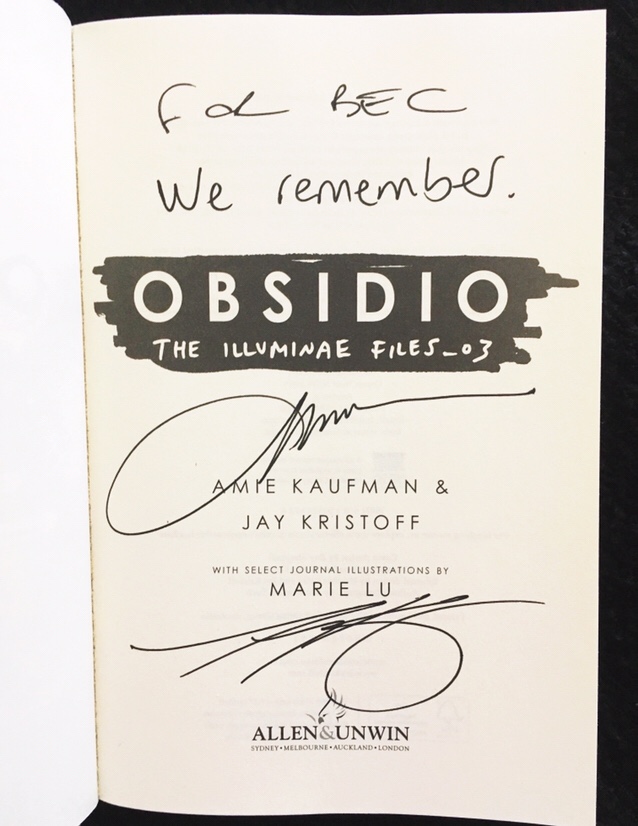 FOR BEC
We remember.
OBSIDIO
THE ILLUMINAE FILES_03
AMIE KAUFMAN &
JAY KRISTOFF
WITH SELECT JOURNAL ILLUSTRATIONS BY
MARIE LU
ALLEN&UNWIN
SYDNEY•MELBOURNE•AUCKLAND•LONDON